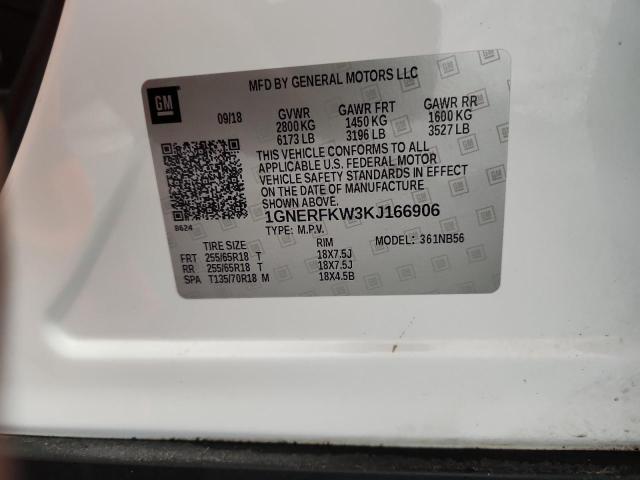 MFD BY GENERAL MOTORS LLC
GM
09/18 GVWR GAWR FRT GAWR RR
2800 KG 1450 KG 1600 KG
6173 LB 3196 LB 3527 LB
THIS VEHICLE CONFORMS TO ALL
APPLICABLE U.S. FEDERAL MOTOR
VEHICLE SAFETY STANDARDS IN EFFECT
ON THE DATE OF MANUFACTURE
SHOWN ABOVE.
1GNERFKW3KJ166906
8624 TYPE: M.P.V. MODEL: 361NB56
TIRE SIZE RIM
FRT 255/65R18 T 18X7.5J
RR 255/65R18 T 18X7.5J
SPA T135/70R18 M 18X4.5B